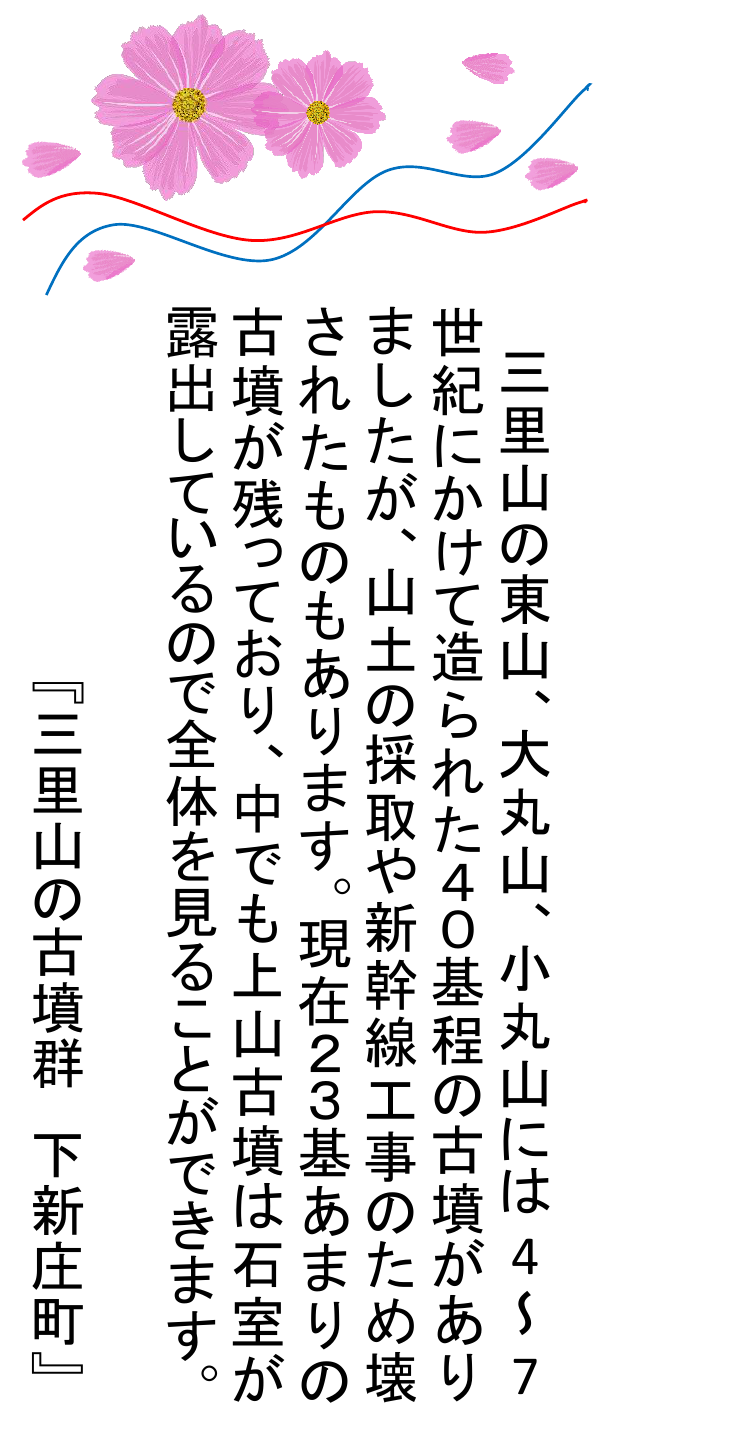 三里山の東山、大丸山、小丸山には４～７
世紀にかけて造られた４０基程の古墳があり
ましたが、山土の採取や新幹線工事のため壊
されたものもあります。現在２３基あまりの
古墳が残っており、中でも上山古墳は石室が
露出しているので全体を見ることができます。
『三里山の古墳群　下新庄町』